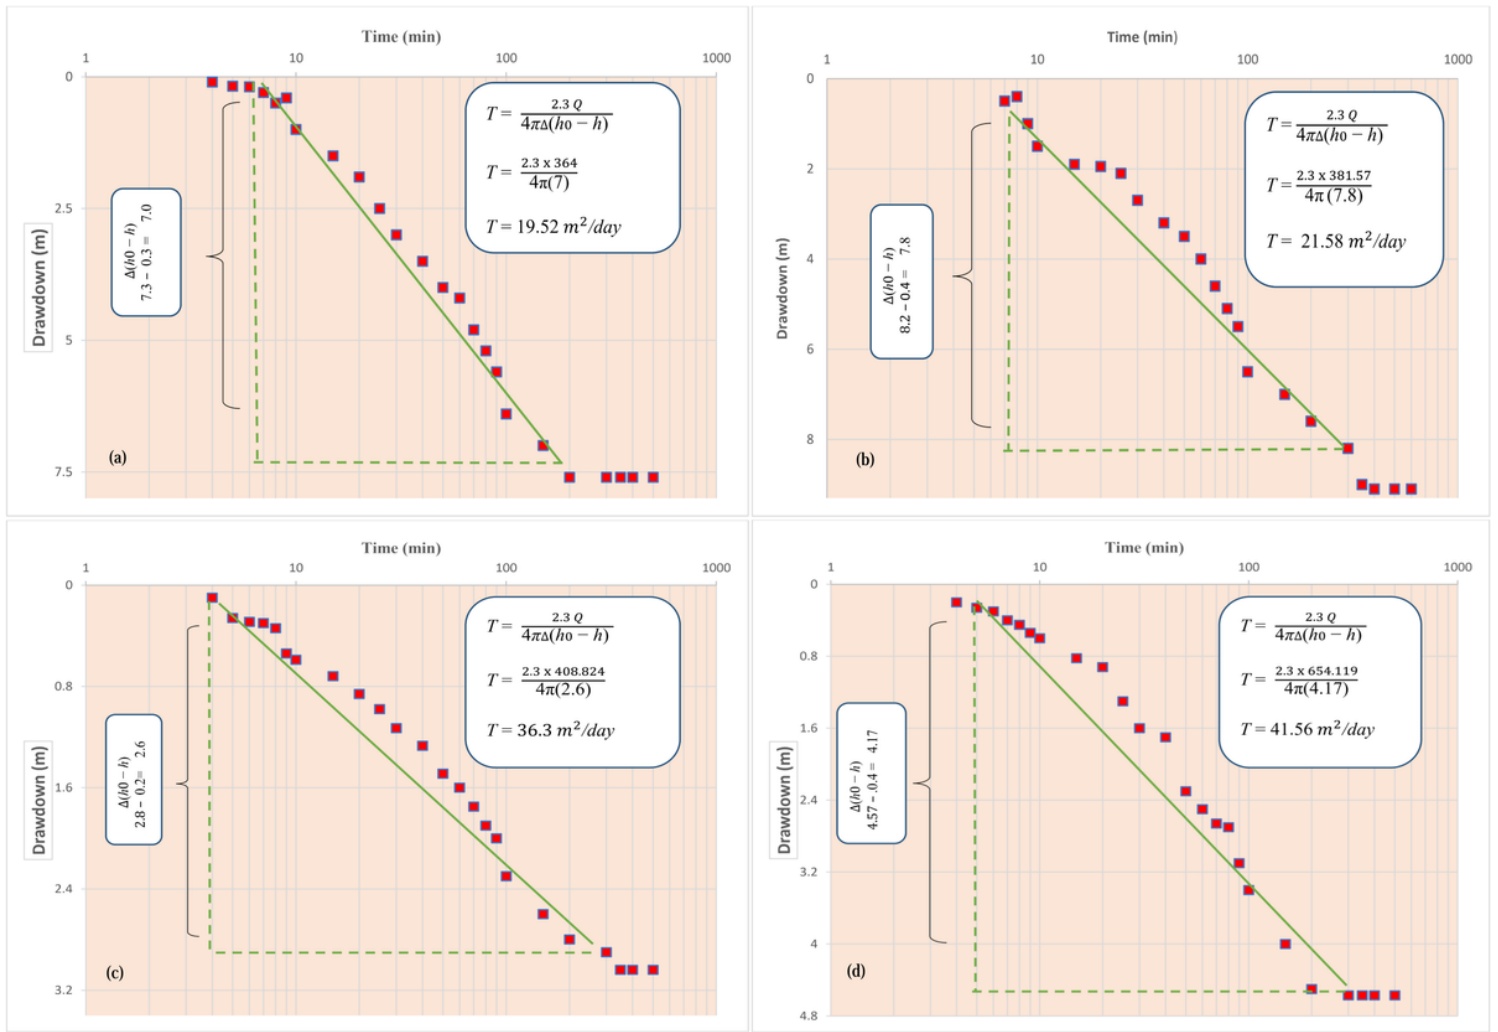 Time (min)
1 10 100 1000
0
2.5
5
7.5
Drawdown (m)
Δ(h0 − h)
7.3 − 0.3 = 7.0
T = 2.3 Q / 4πΔ(h0 − h)
T = 2.3 x 364 / 4π(7)
T = 19.52 m²/day
(a)
Time (min)
1 10 100 1000
0
2
4
6
8
Drawdown (m)
Δ(h0 − h)
8.2 − 0.4 = 7.8
T = 2.3 Q / 4πΔ(h0 − h)
T = 2.3 x 381.57 / 4π (7.8)
T = 21.58 m²/day
(b)
Time (min)
1 10 100 1000
0
0.8
1.6
2.4
3.2
Drawdown (m)
Δ(h0 − h)
2.8 − 0.2= 2.6
T = 2.3 Q / 4πΔ(h0 − h)
T = 2.3 x 408.824 / 4π(2.6)
T = 36.3 m²/day
(c)
Time (min)
1 10 100 1000
0
0.8
1.6
2.4
3.2
4
4.8
Drawdown (m)
Δ(h0 − h)
4.57 − .0.4 = 4.17
T = 2.3 Q / 4πΔ(h0 − h)
T = 2.3 x 654.119 / 4π(4.17)
T = 41.56 m²/day
(d)